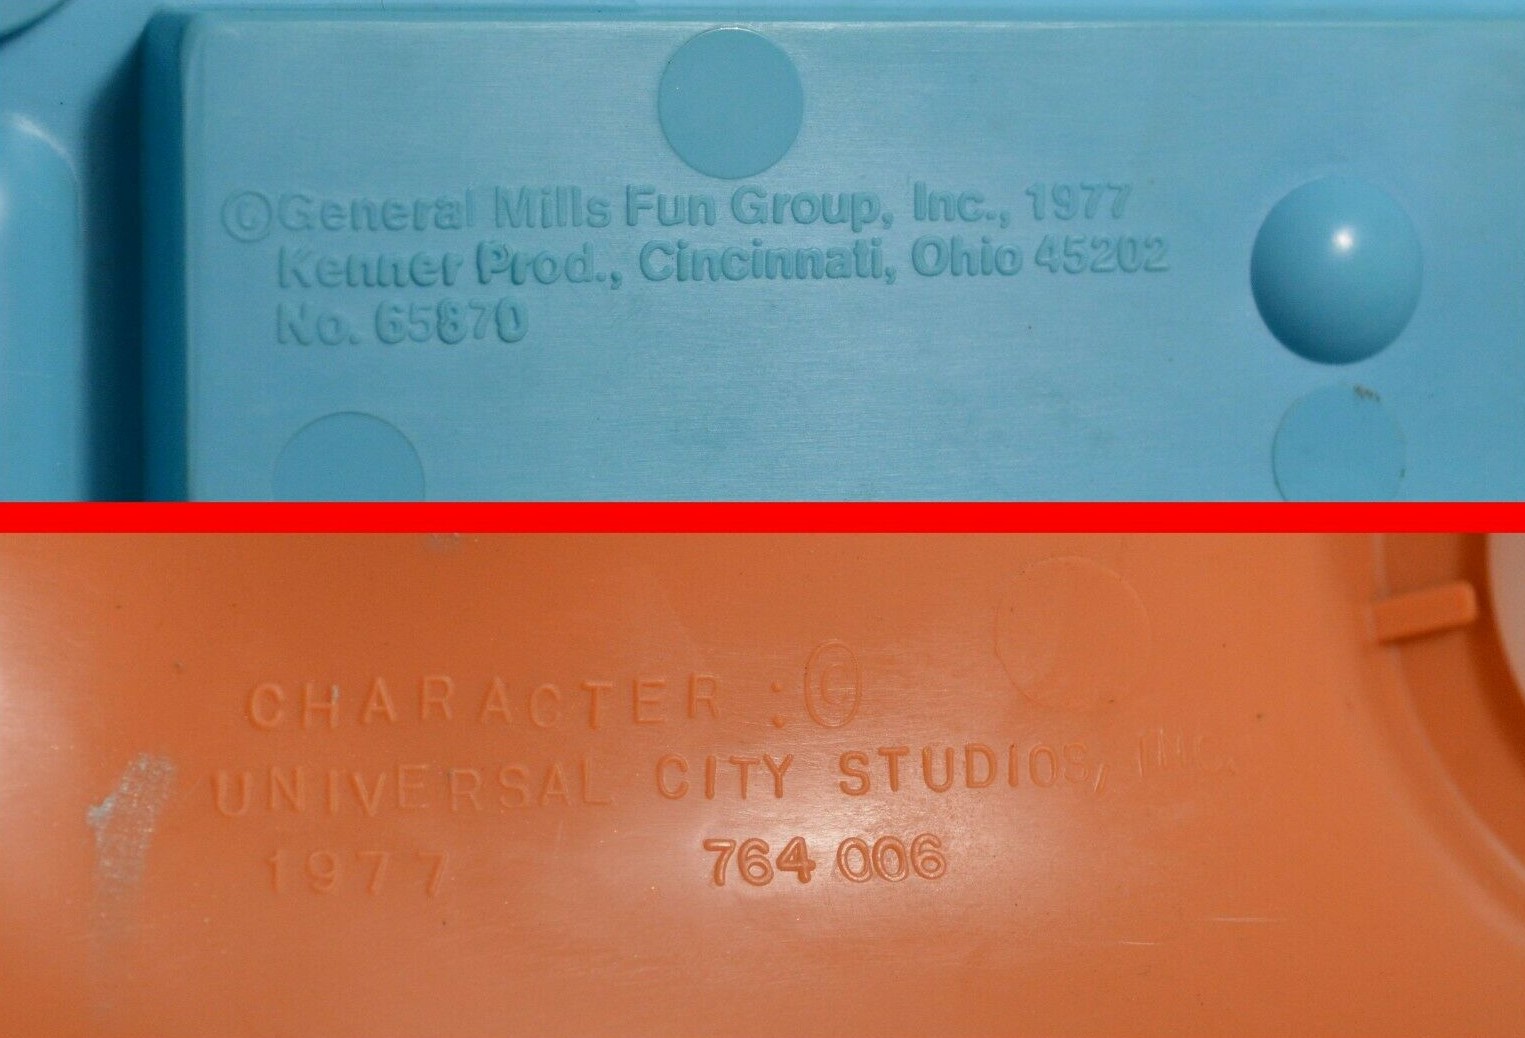 ©General Mills Fun Group, Inc., 1977
Kenner Prod., Cincinnati, Ohio 45202
No. 65870
CHARACTER :©
UNIVERSAL CITY STUDIOS, INC.
1977 764 006